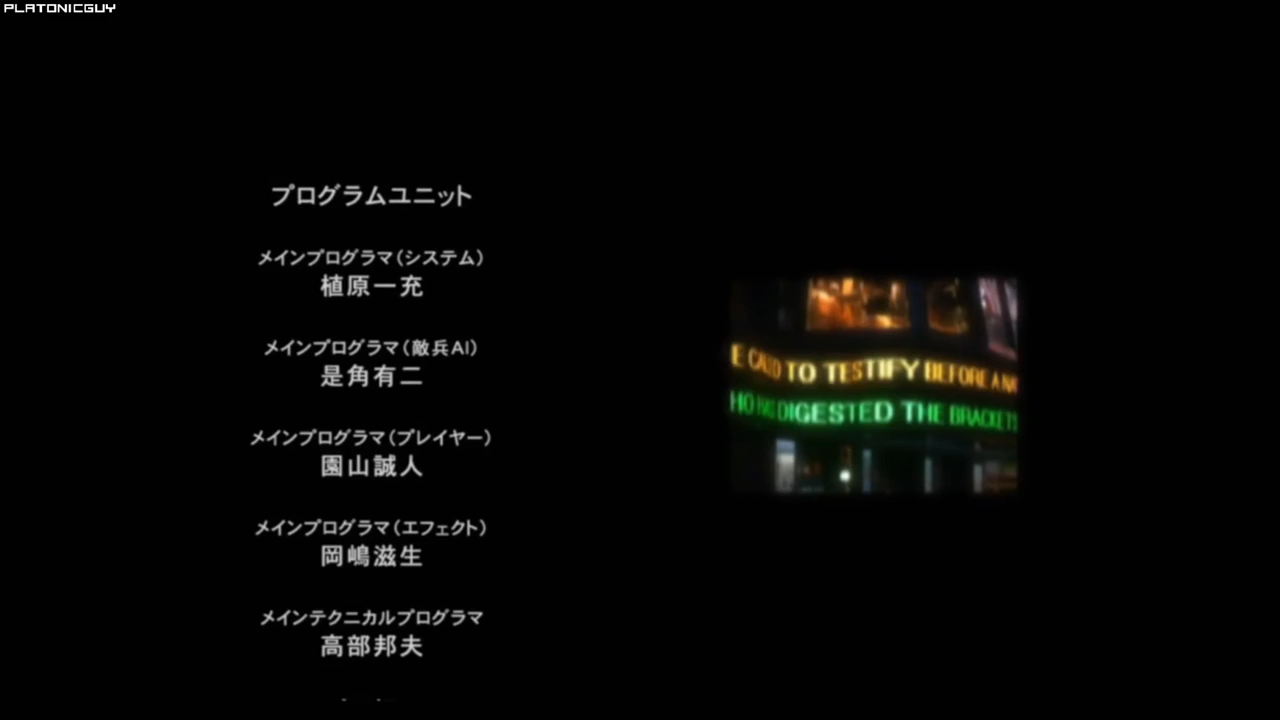 PLATONICGUY
プログラムユニット
メインプログラマ(システム)
植原一充
メインプログラマ(敵兵AI)
是角有二
メインプログラマ(プレイヤー)
園山誠人
メインプログラマ(エフェクト)
岡嶋滋生
メインテクニカルプログラマ
高部邦夫
TO TESTIFY BEFORE A
DIGESTED THE BRACKETS